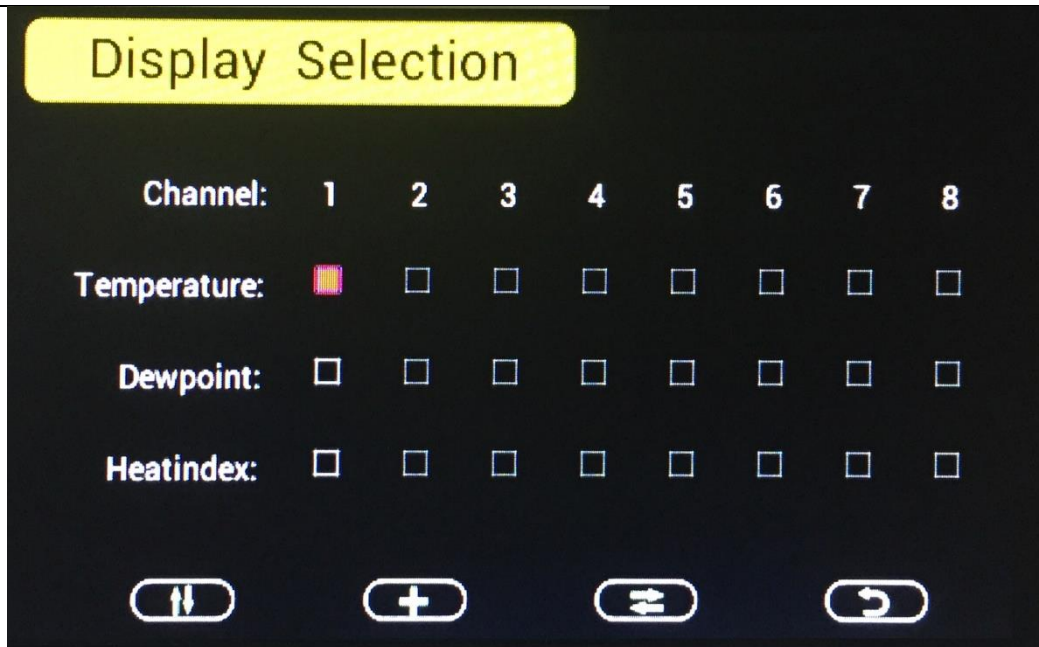 Display Selection
Channel: 1 2 3 4 5 6 7 8
Temperature:
Dewpoint:
Heatindex: